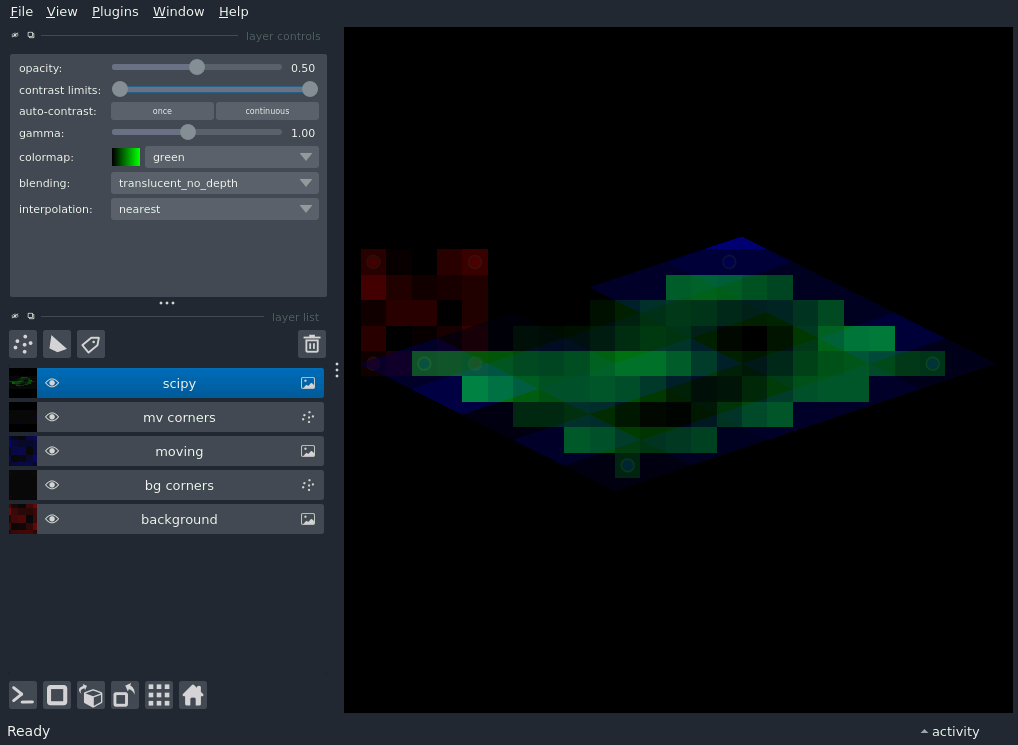 File View Plugins Window Help
layer controls
opacity: 0.50
contrast limits:
auto-contrast: once continuous
gamma: 1.00
colormap: green
blending: translucent_no_depth
interpolation: nearest
layer list
scipy
mv corners
moving
bg corners
background
Ready activity